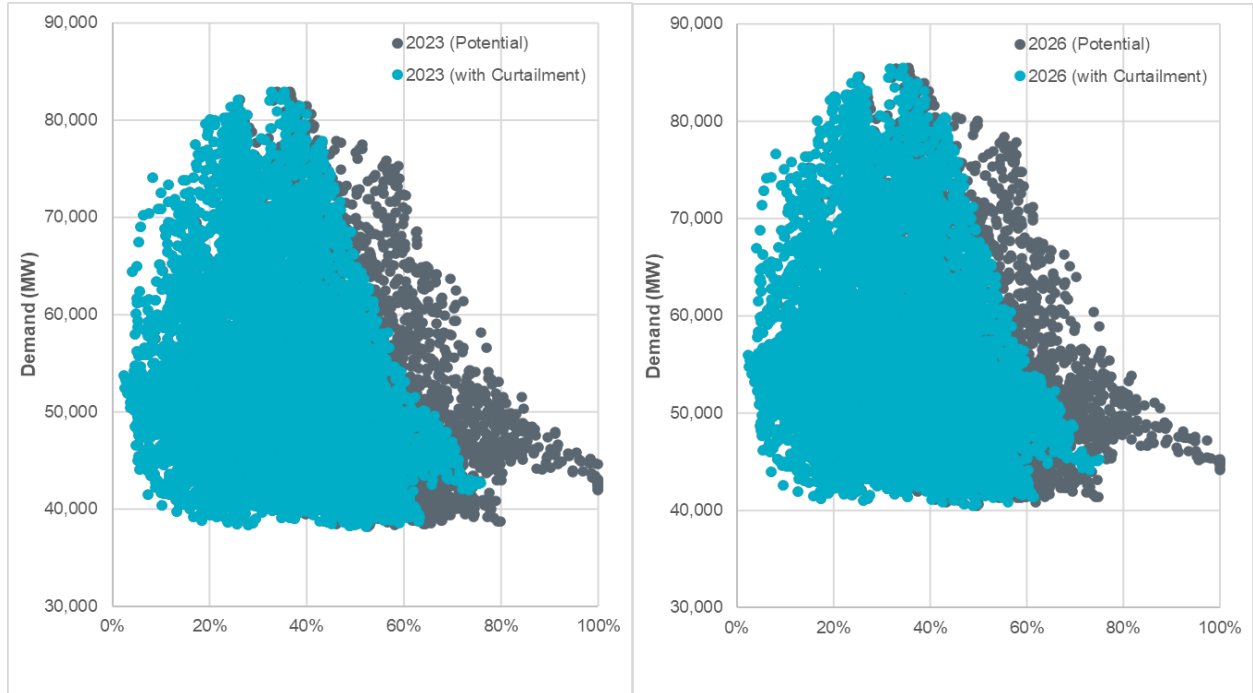 90,000
80,000
70,000
60,000
50,000
40,000
30,000
Demand (MW)
2023 (Potential)
2023 (with Curtailment)
0% 20% 40% 60% 80% 100%
90,000
80,000
70,000
60,000
50,000
40,000
30,000
Demand (MW)
2026 (Potential)
2026 (with Curtailment)
0% 20% 40% 60% 80% 100%